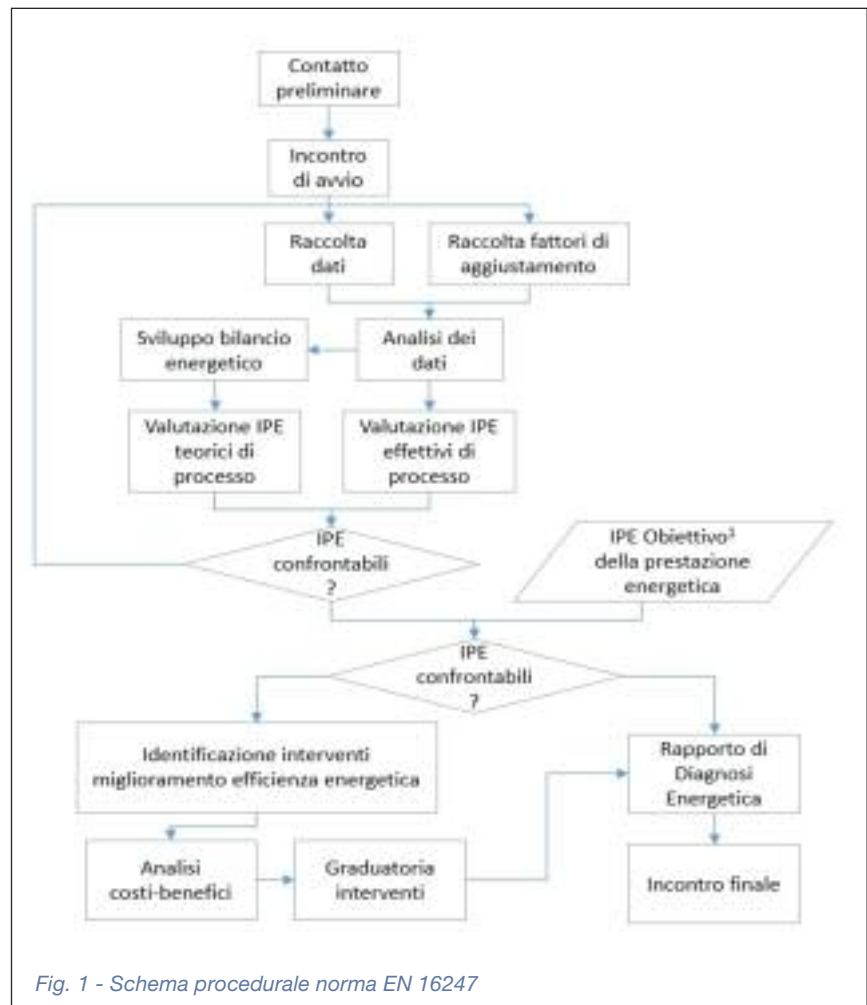 Contatto
preliminare
Incontro
di avvio
Raccolta
dati
Raccolta fattori di
aggiustamento
Sviluppo bilancio
energetico
Analisi dei
dati
Valutazione IPE
teorici di
processo
Valutazione IPE
effettivi di
processo
IPE
confrontabili
?
IPE Obiettivo³
della prestazione
energetica
IPE
confrontabili
?
Identificazione interventi
miglioramento efficienza energetica
Rapporto di
Diagnosi
Energetica
Analisi
costi-benefici
Graduatoria
interventi
Incontro finale
Fig. 1 - Schema procedurale norma EN 16247